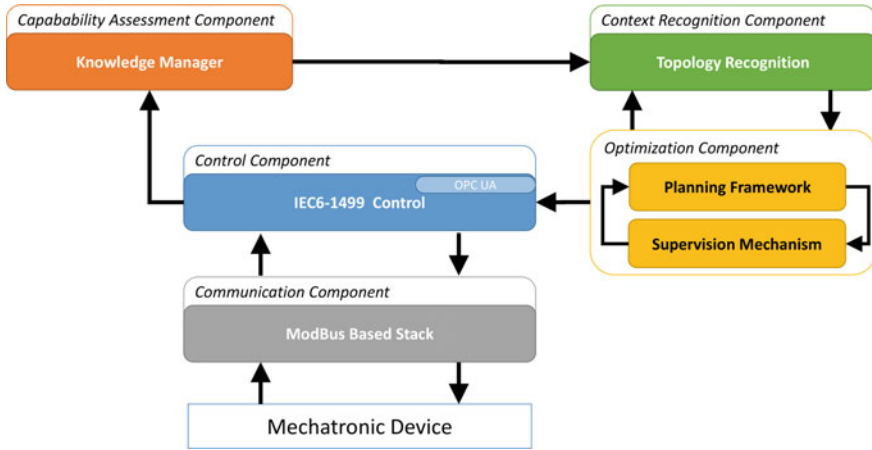 Capabability Assessment Component
Knowledge Manager
Context Recognition Component
Topology Recognition
Control Component
OPC UA
IEC6-1499 Control
Optimization Component
Planning Framework
Supervision Mechanism
Communication Component
ModBus Based Stack
Mechatronic Device